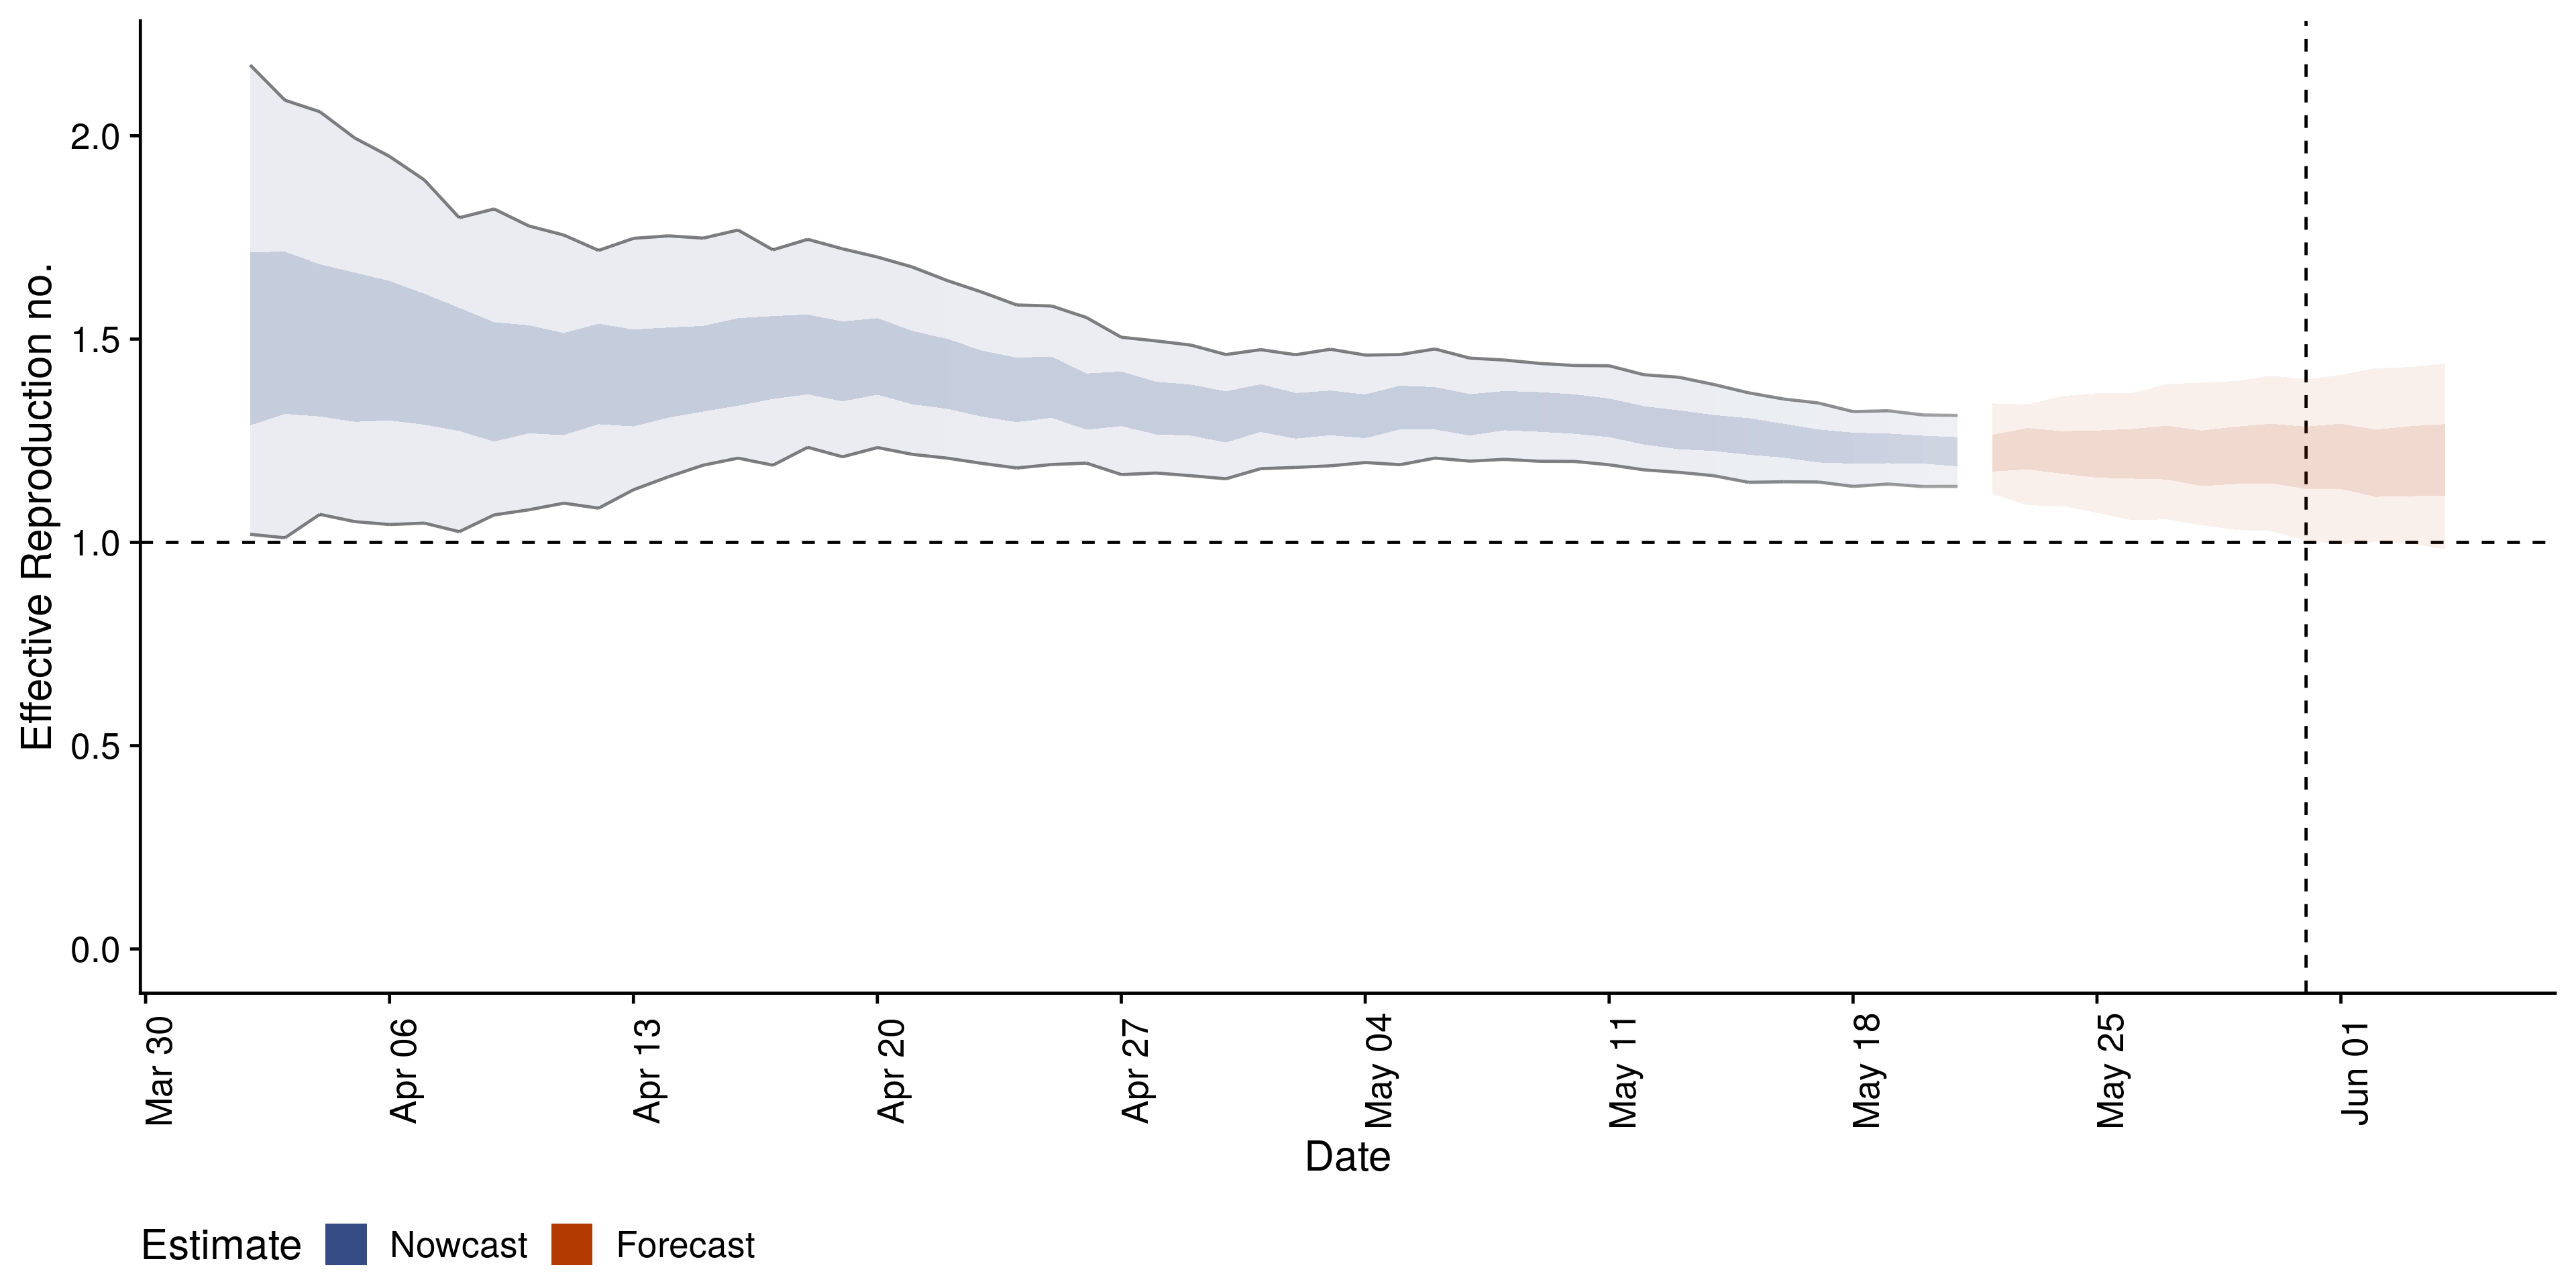 Effective Reproduction no.
2.0
1.5
1.0
0.5
0.0
Mar 30
Apr 06
Apr 13
Apr 20
Apr 27
May 04
May 11
May 18
May 25
Jun 01
Date
Estimate Nowcast Forecast